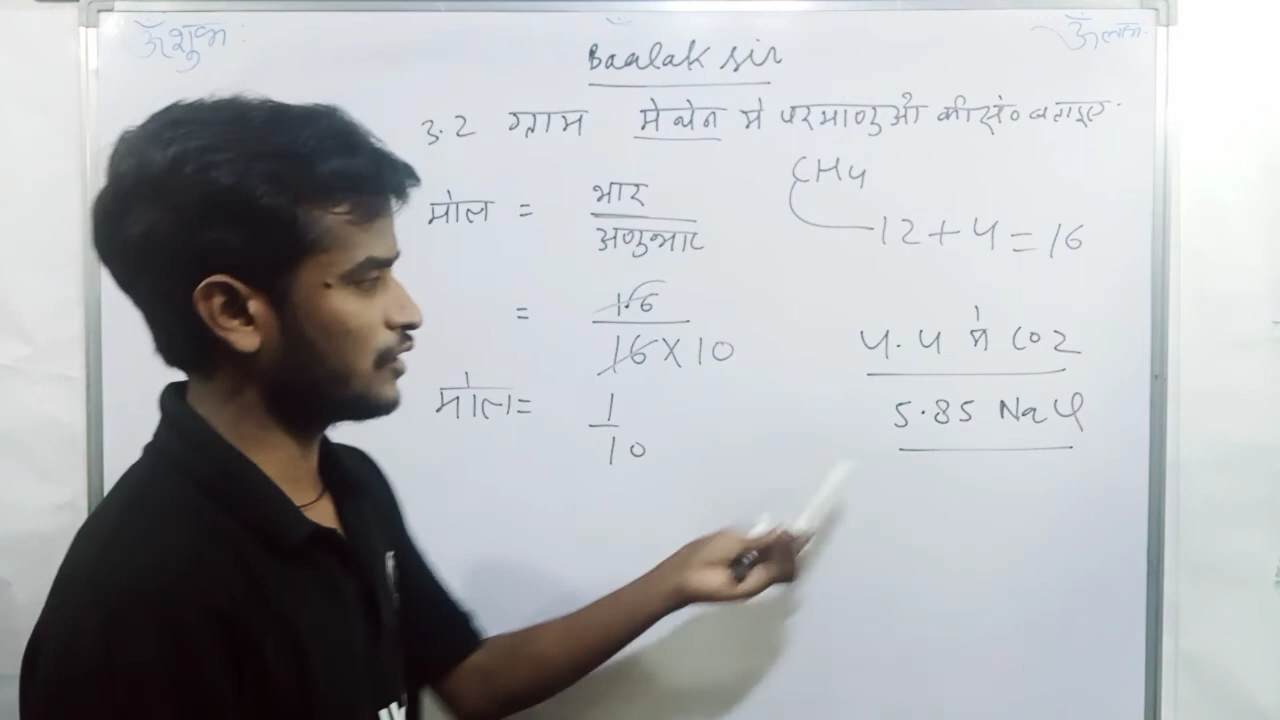 ॐ शुभ: ॐ लाभ:
Baalak sir
3.2 ग्राम मेथेन मे परमाणुओं की सं० बताइए.
मोल = भार / अणुभार
CH4
12+4=16
= 1.6 / 16 X 10
4.4 मे CO2
मोल = 1 / 10
5.85 NaCl